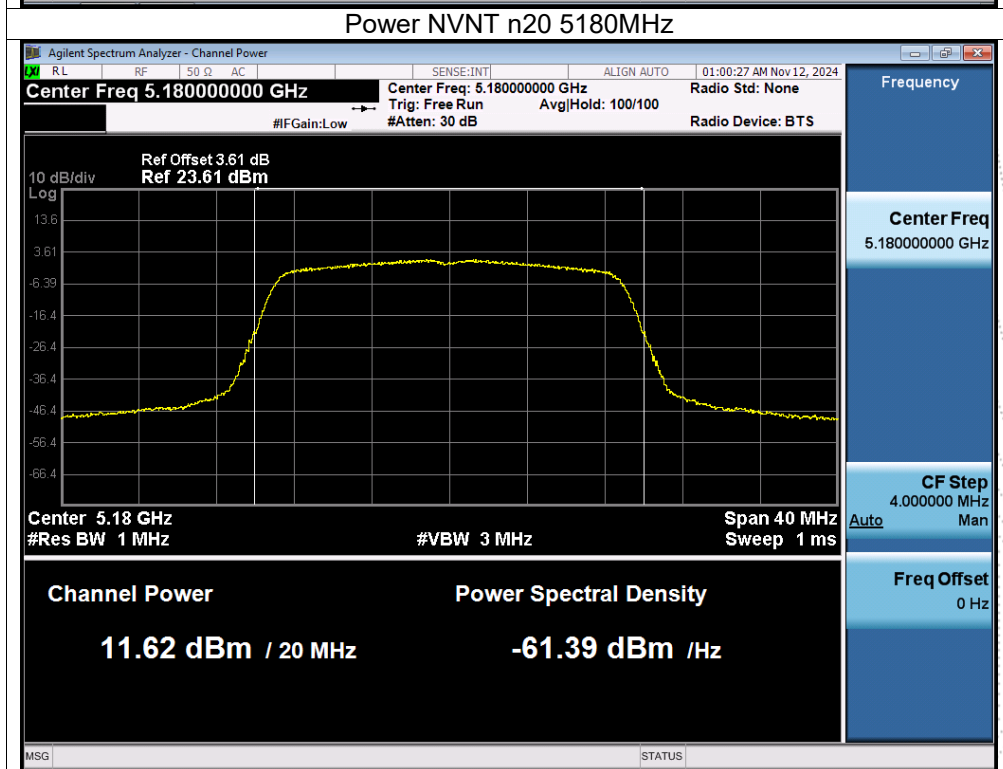 Power NVNT n20 5180MHz
Agilent Spectrum Analyzer - Channel Power
LXI RL RF 50 Ω AC SENSE:INT ALIGN AUTO 01:00:27 AM Nov 12, 2024
Center Freq 5.180000000 GHz
Center Freq: 5.180000000 GHz
Radio Std: None
Trig: Free Run Avg|Hold: 100/100
#IFGain:Low
#Atten: 30 dB
Radio Device: BTS
Ref Offset 3.61 dB
10 dB/div Ref 23.61 dBm
Log
13.6
3.61
-6.39
-16.4
-26.4
-36.4
-46.4
-56.4
-66.4
Center 5.18 GHz Span 40 MHz
#Res BW 1 MHz #VBW 3 MHz Sweep 1 ms
Channel Power Power Spectral Density
11.62 dBm / 20 MHz -61.39 dBm /Hz
Frequency
Center Freq
5.180000000 GHz
CF Step
4.000000 MHz
Auto Man
Freq Offset
0 Hz
MSG STATUS